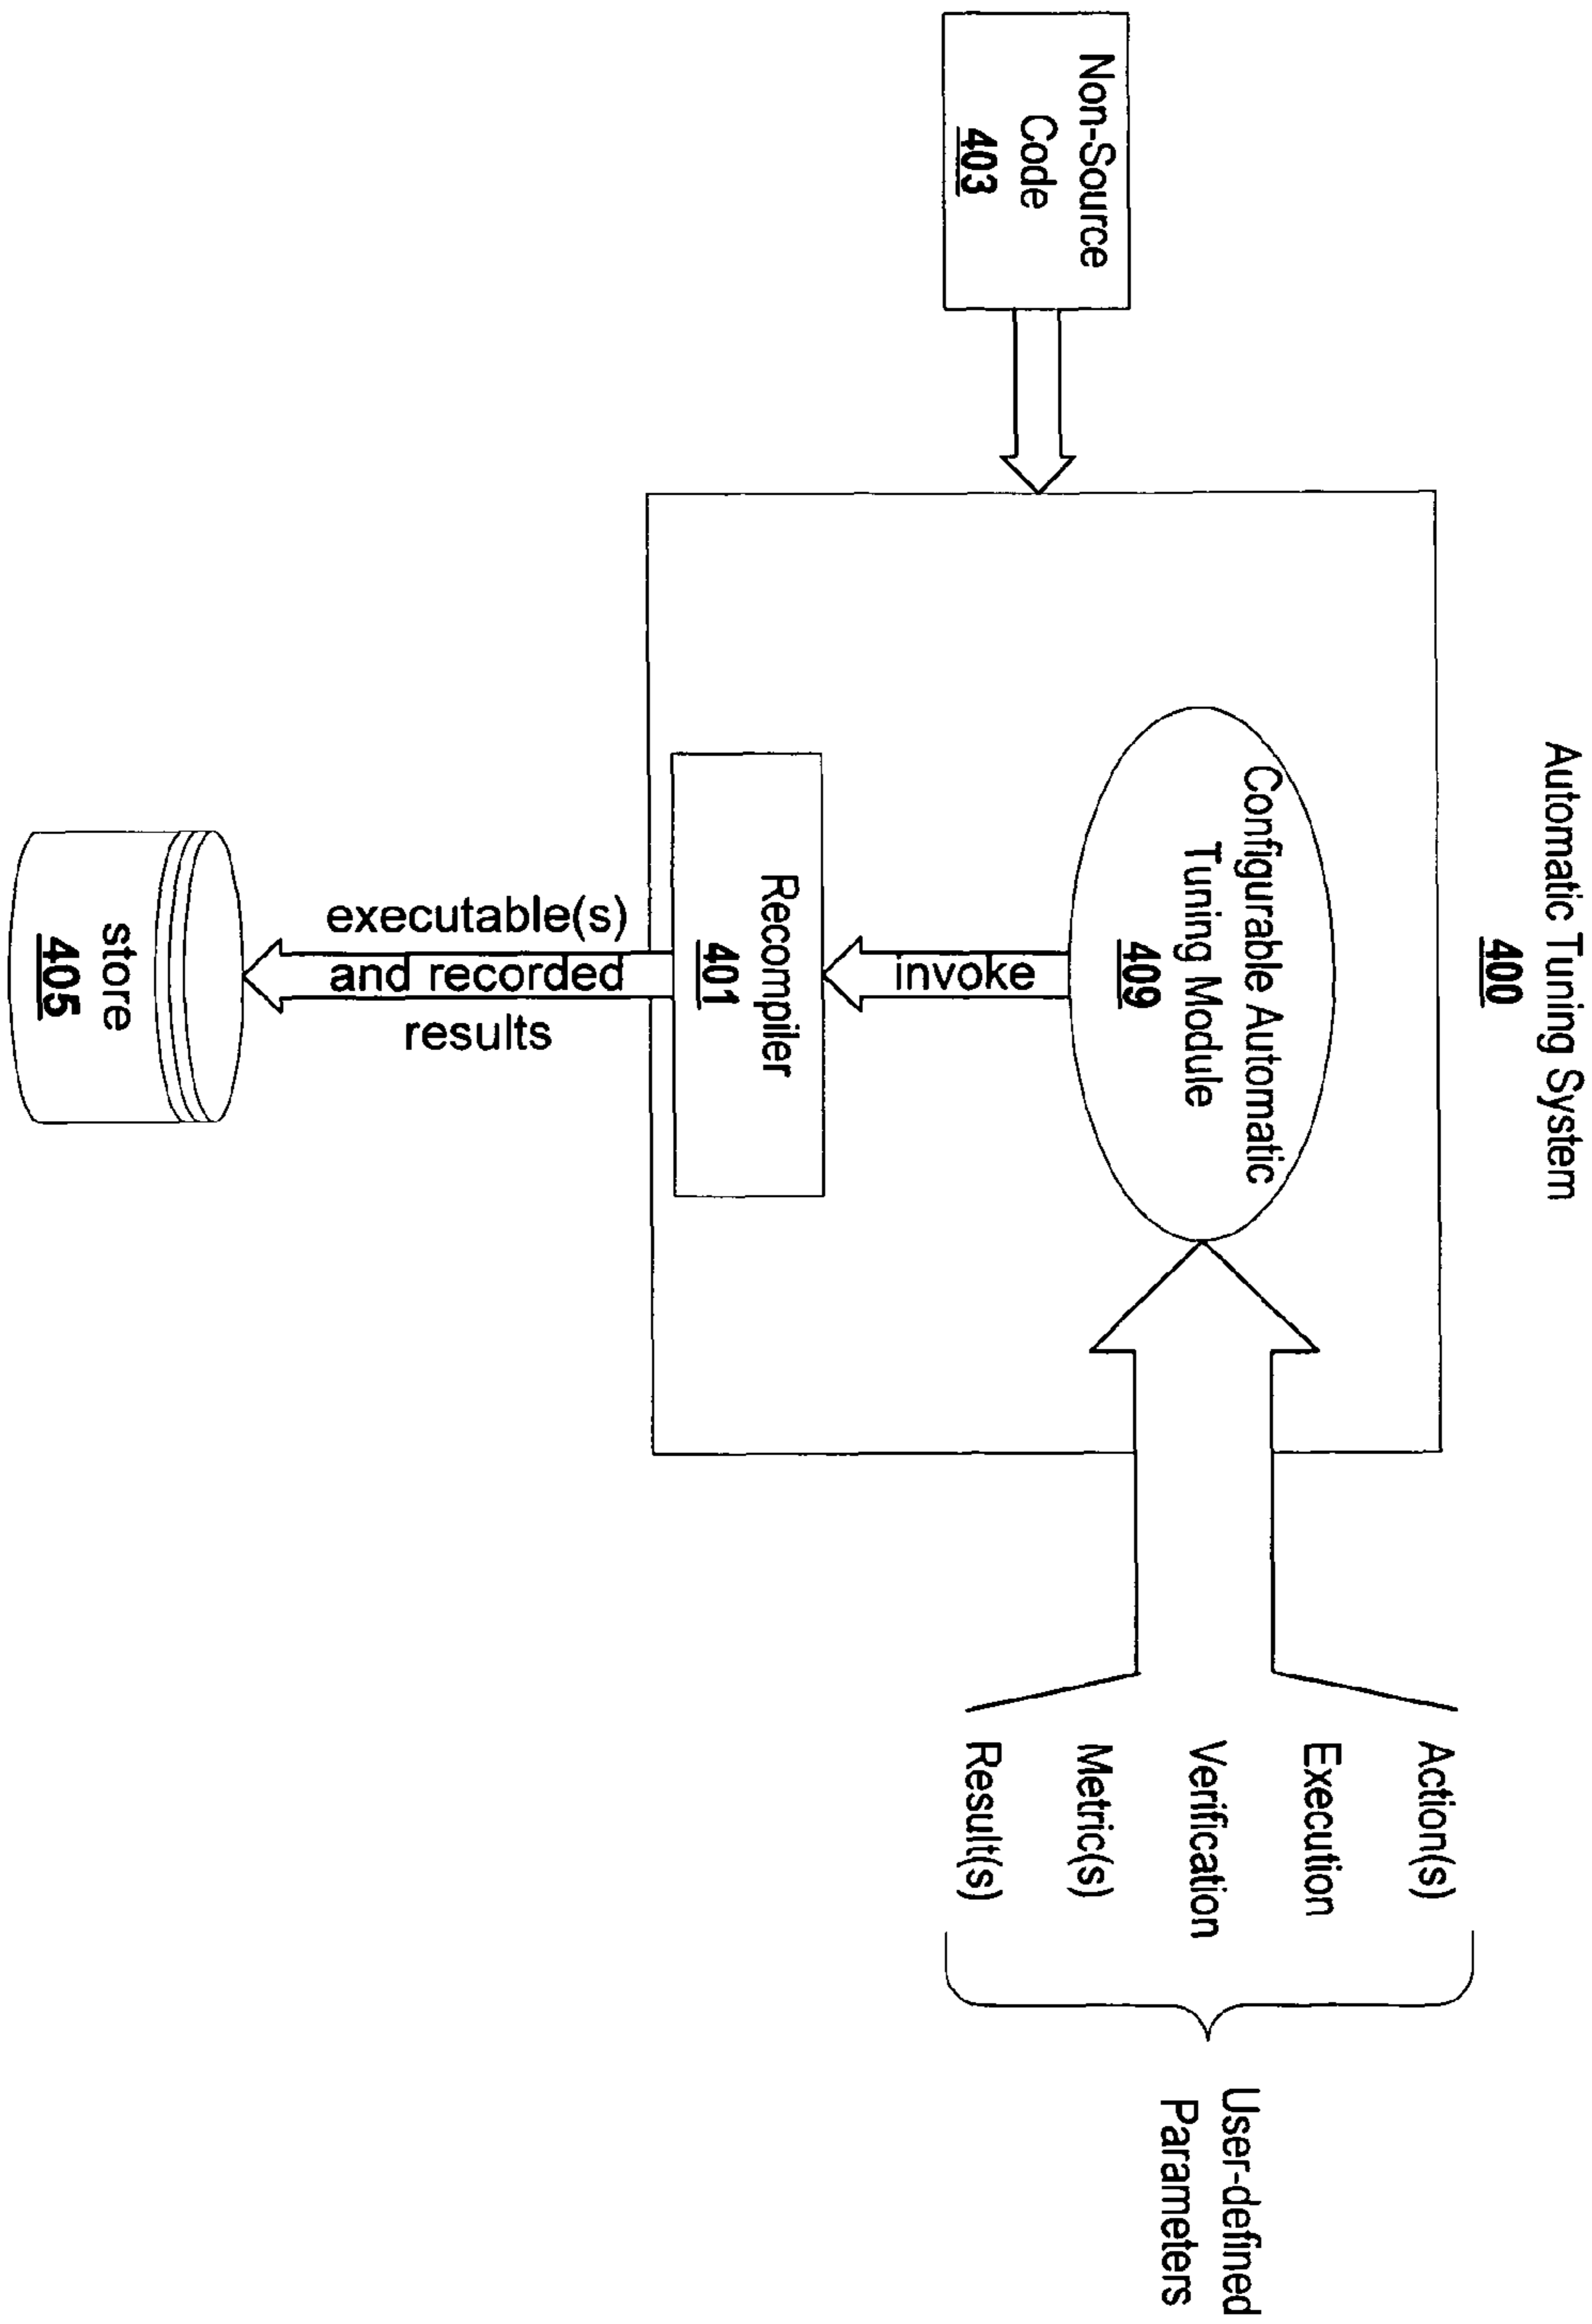 Automatic Tuning System
400
Non-Source
Code
403
Configurable Automatic
Tuning Module
409
invoke
Recompiler
401
executable(s)
and recorded
results
store
405
Action(s)
Execution
Verification
Metric(s)
Result(s)
User-defined
Parameters